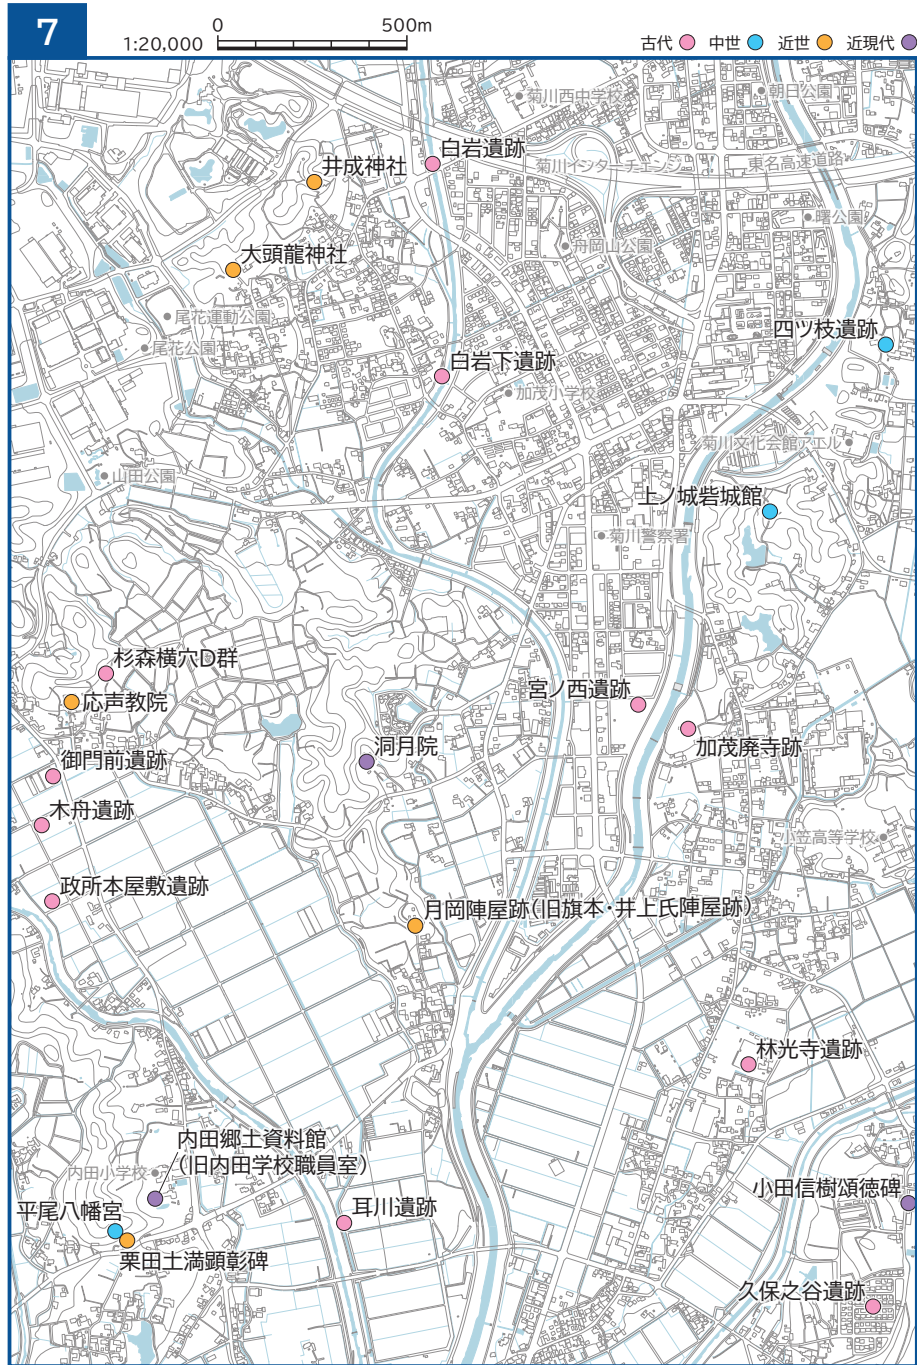 7
0 500m
1:20,000
古代 中世 近世 近現代
菊川西中学校
朝日公園
白岩遺跡
井成神社
菊川インターチェンジ
東名高速道路
曙公園
舟岡山公園
大頭龍神社
尾花運動公園
四ツ枝遺跡
尾花公園
白岩下遺跡
加茂小学校
菊川文化会館アエル
山田公園
上ノ城砦城館
菊川警察署
杉森横穴D群
宮ノ西遺跡
応声教院
加茂廃寺跡
洞月院
御門前遺跡
木舟遺跡
小笠高等学校
政所本屋敷遺跡
月岡陣屋跡(旧旗本・井上氏陣屋跡)
林光寺遺跡
内田郷土資料館
(旧内田学校職員室)
内田小学校
小田信樹頌徳碑
平尾八幡宮
耳川遺跡
栗田土満顕彰碑
久保之谷遺跡